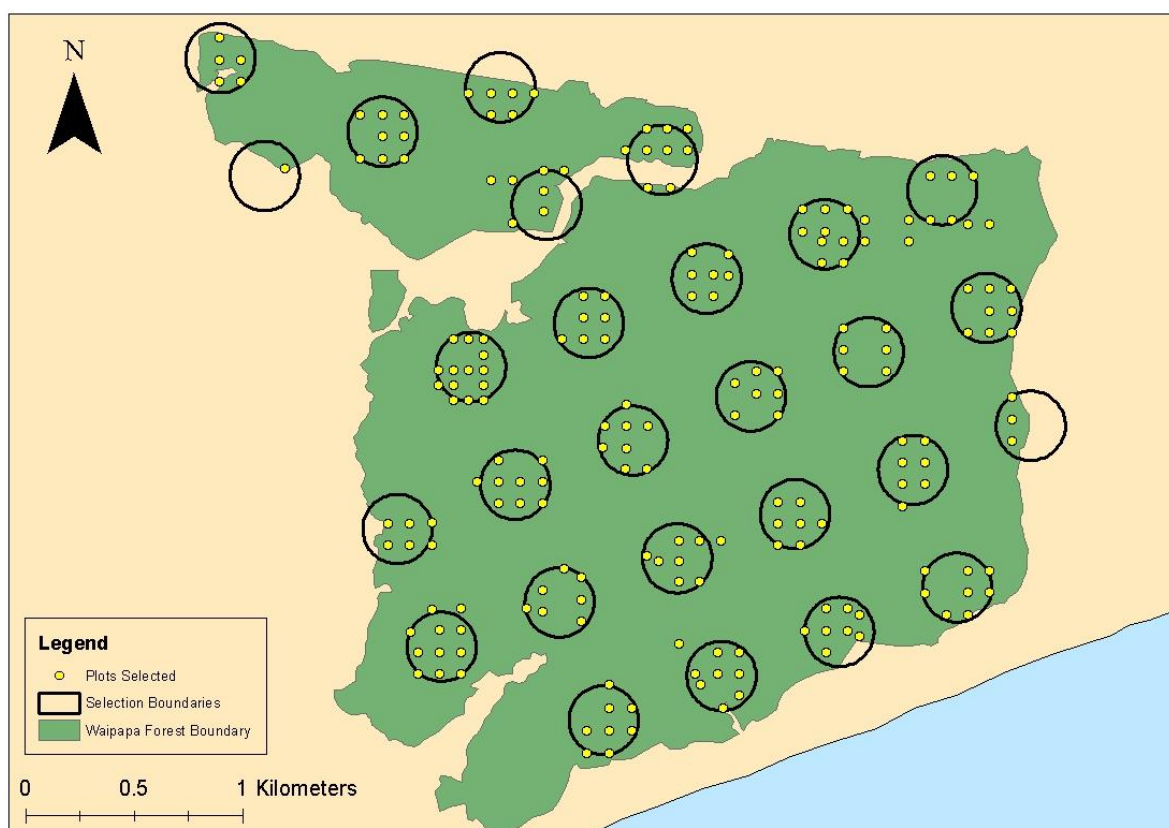 N
Legend
Plots Selected
Selection Boundaries
Waipapa Forest Boundary
0 0.5 1 Kilometers